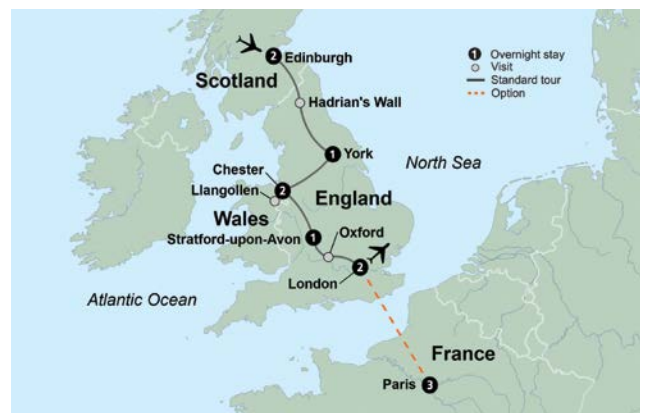 2
Edinburgh
Scotland
Hadrian's Wall
1
York
Chester
2
Llangollen
Wales
England
North Sea
Stratford-upon-Avon
1
Oxford
London
2
Atlantic Ocean
France
Paris
3
1 Overnight stay
Visit
Standard tour
Option